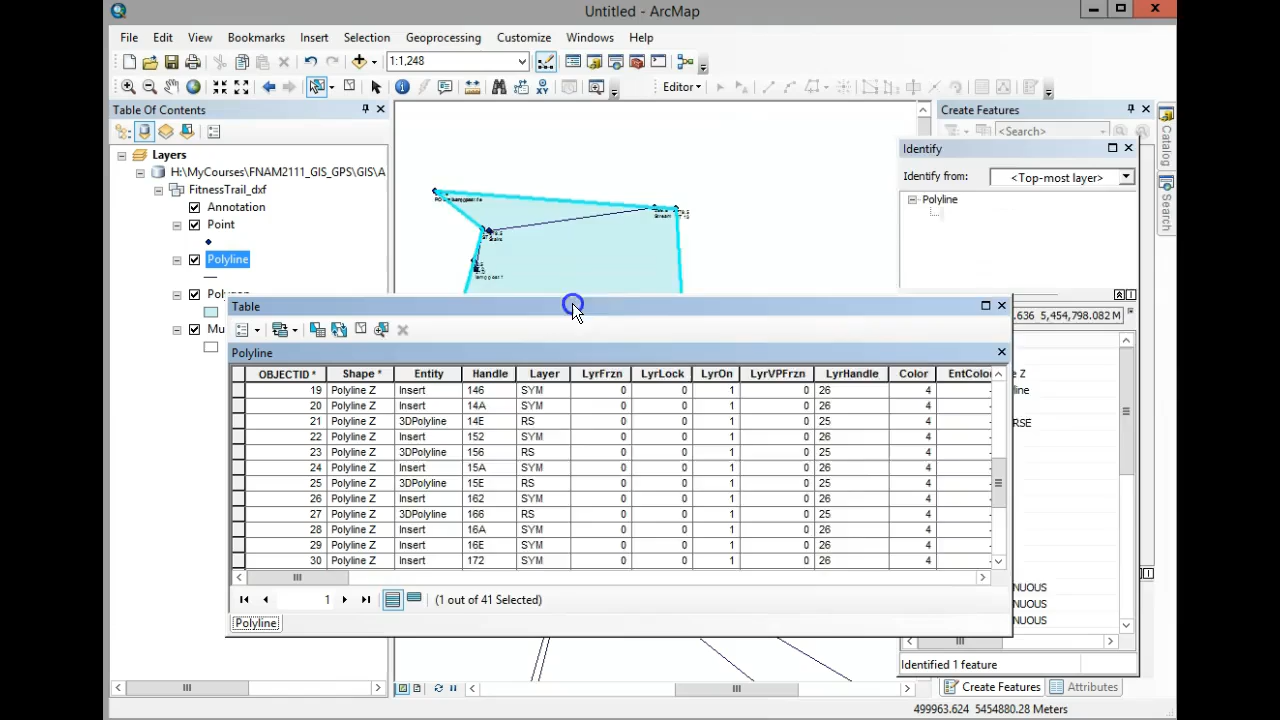 Untitled - ArcMap
File Edit View Bookmarks Insert Selection Geoprocessing Customize Windows Help
1:1,248
Editor
Table Of Contents
Create Features
<Search>
Catalog
Search
Layers
H:\MyCourses\FNAM2111_GIS_GPS\GIS\A
FitnessTrail_dxf
Annotation
Point
Polyline
Polygon
Mu
Identify
Identify from: <Top-most layer>
Polyline
.636 5,454,798.082 M
Z
line
RSE
NUOUS
NUOUS
NUOUS
Identified 1 feature
Table
Polyline
OBJECTID * Shape * Entity Handle Layer LyrFrzn LyrLock LyrOn LyrVPFrzn LyrHandle Color EntColor
19 Polyline Z Insert 146 SYM 0 0 1 0 26 4
20 Polyline Z Insert 14A SYM 0 0 1 0 26 4
21 Polyline Z 3DPolyline 14E RS 0 0 1 0 25 4
22 Polyline Z Insert 152 SYM 0 0 1 0 26 4
23 Polyline Z 3DPolyline 156 RS 0 0 1 0 25 4
24 Polyline Z Insert 15A SYM 0 0 1 0 26 4
25 Polyline Z 3DPolyline 15E RS 0 0 1 0 25 4
26 Polyline Z Insert 162 SYM 0 0 1 0 26 4
27 Polyline Z 3DPolyline 166 RS 0 0 1 0 25 4
28 Polyline Z Insert 16A SYM 0 0 1 0 26 4
29 Polyline Z Insert 16E SYM 0 0 1 0 26 4
30 Polyline Z Insert 172 SYM 0 0 1 0 26 4
1 (1 out of 41 Selected)
Polyline
Create Features Attributes
499963.624 5454880.28 Meters